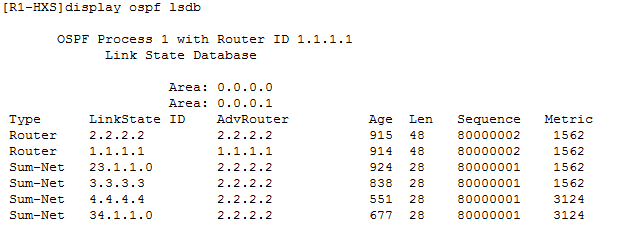 [R1-HXS]display ospf lsdb
OSPF Process 1 with Router ID 1.1.1.1
Link State Database
Area: 0.0.0.0
Area: 0.0.0.1
Type LinkState ID AdvRouter Age Len Sequence Metric
Router 2.2.2.2 2.2.2.2 915 48 80000002 1562
Router 1.1.1.1 1.1.1.1 914 48 80000002 1562
Sum-Net 23.1.1.0 2.2.2.2 924 28 80000001 1562
Sum-Net 3.3.3.3 2.2.2.2 838 28 80000001 1562
Sum-Net 4.4.4.4 2.2.2.2 551 28 80000001 3124
Sum-Net 34.1.1.0 2.2.2.2 677 28 80000001 3124